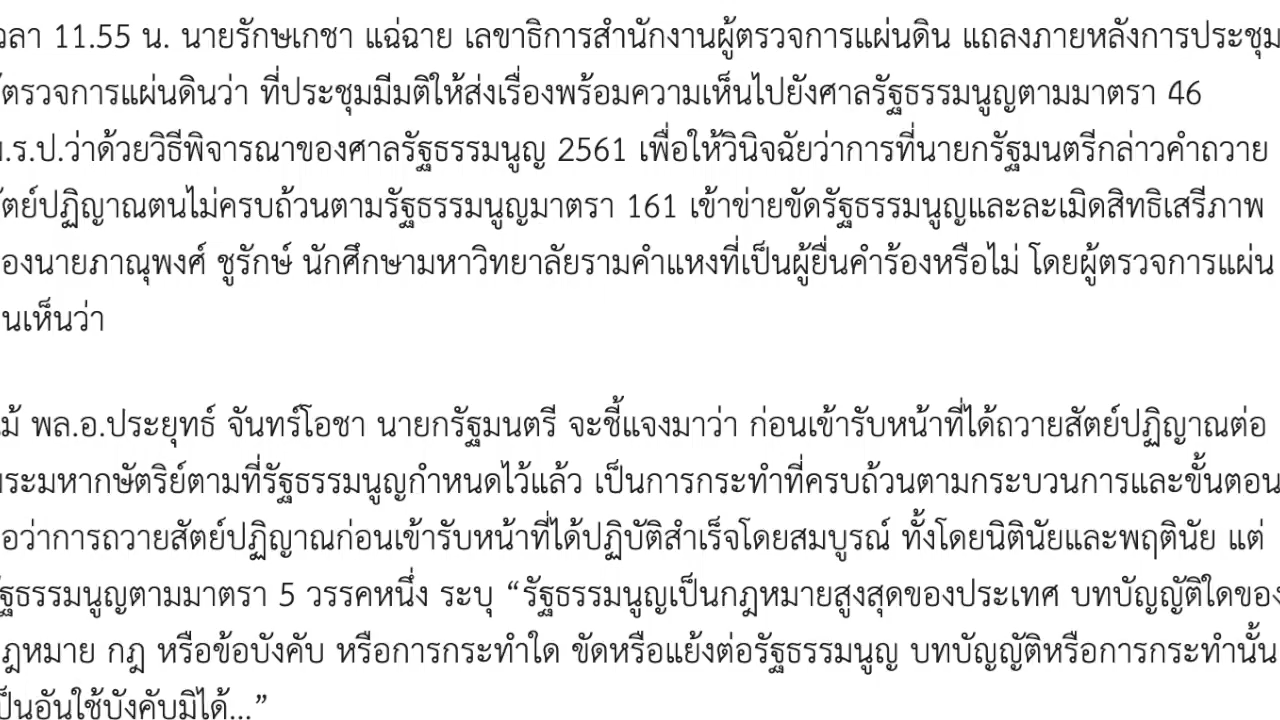 วลา 11.55 น. นายรักษเกชา แฉ่ฉาย เลขาธิการสำนักงานผู้ตรวจการแผ่นดิน แถลงภายหลังการประชุม
ตรวจการแผ่นดินว่า ที่ประชุมมีมติให้ส่งเรื่องพร้อมความเห็นไปยังศาลรัฐธรรมนูญตามมาตรา 46
.ร.ป.ว่าด้วยวิธีพิจารณาของศาลรัฐธรรมนูญ 2561 เพื่อให้วินิจฉัยว่าการที่นายกรัฐมนตรีกล่าวคำถวาย
ัตย์ปฏิญาณตนไม่ครบถ้วนตามรัฐธรรมนูญมาตรา 161 เข้าข่ายขัดรัฐธรรมนูญและละเมิดสิทธิเสรีภาพ
องนายภาณุพงศ์ ชูรักษ์ นักศึกษามหาวิทยาลัยรามคำแหงที่เป็นผู้ยื่นคำร้องหรือไม่ โดยผู้ตรวจการแผ่น
นเห็นว่า
ม้ พล.อ.ประยุทธ์ จันทร์โอชา นายกรัฐมนตรี จะชี้แจงมาว่า ก่อนเข้ารับหน้าที่ได้ถวายสัตย์ปฏิญาณต่อ
ระมหากษัตริย์ตามที่รัฐธรรมนูญกำหนดไว้แล้ว เป็นการกระทำที่ครบถ้วนตามกระบวนการและขั้นตอน
อว่าการถวายสัตย์ปฏิญาณก่อนเข้ารับหน้าที่ได้ปฏิบัติสำเร็จโดยสมบูรณ์ ทั้งโดยนิตินัยและพฤตินัย แต่
ัฐธรรมนูญตามมาตรา 5 วรรคหนึ่ง ระบุ “รัฐธรรมนูญเป็นกฎหมายสูงสุดของประเทศ บทบัญญัติใดของ
ฎหมาย กฎ หรือข้อบังคับ หรือการกระทำใด ขัดหรือแย้งต่อรัฐธรรมนูญ บทบัญญัติหรือการกระทำนั้น
ป็นอันใช้บังคับมิได้...”